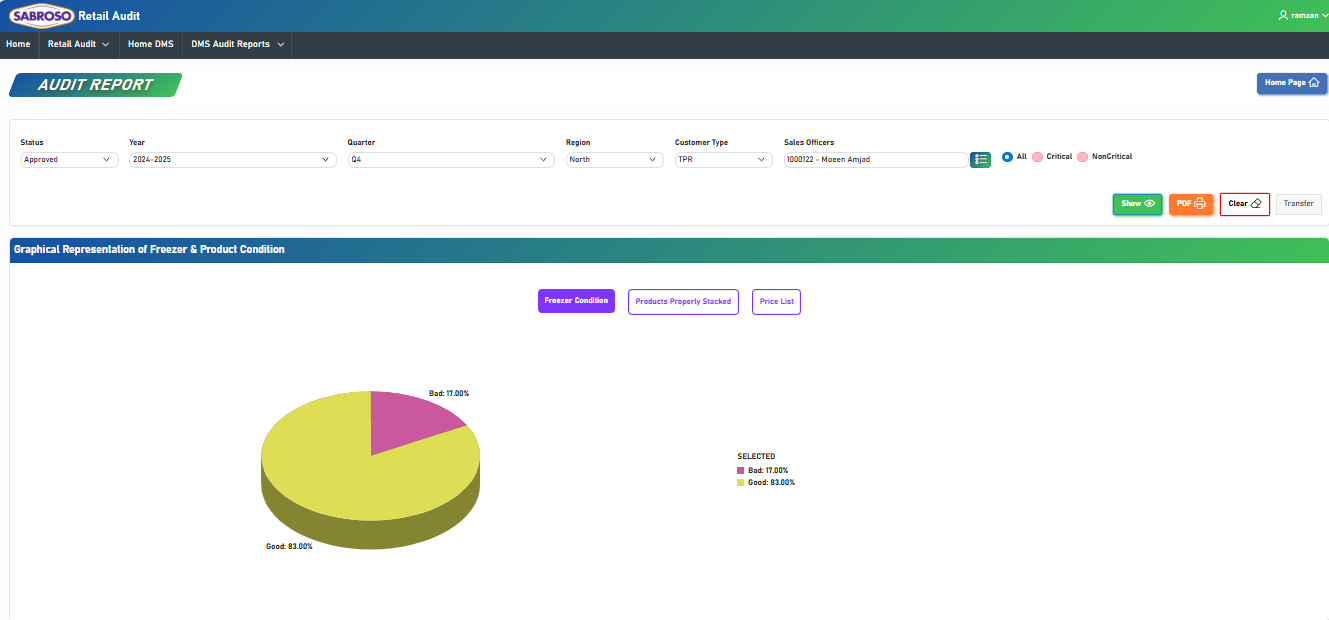 SABROSO Retail Audit
ramzan
Home Retail Audit Home DMS DMS Audit Reports
AUDIT REPORT
Home Page
Status Year Quarter Region Customer Type Sales Officers
Approved 2024-2025 Q4 North TPR 1000122 - Moeen Amjad All Critical NonCritical
Show PDF Clear Transfer
Graphical Representation of Freezer & Product Condition
Freezer Condition Products Properly Stacked Price List
Bad: 17.00%
SELECTED
Bad: 17.00%
Good: 83.00%
Good: 83.00%